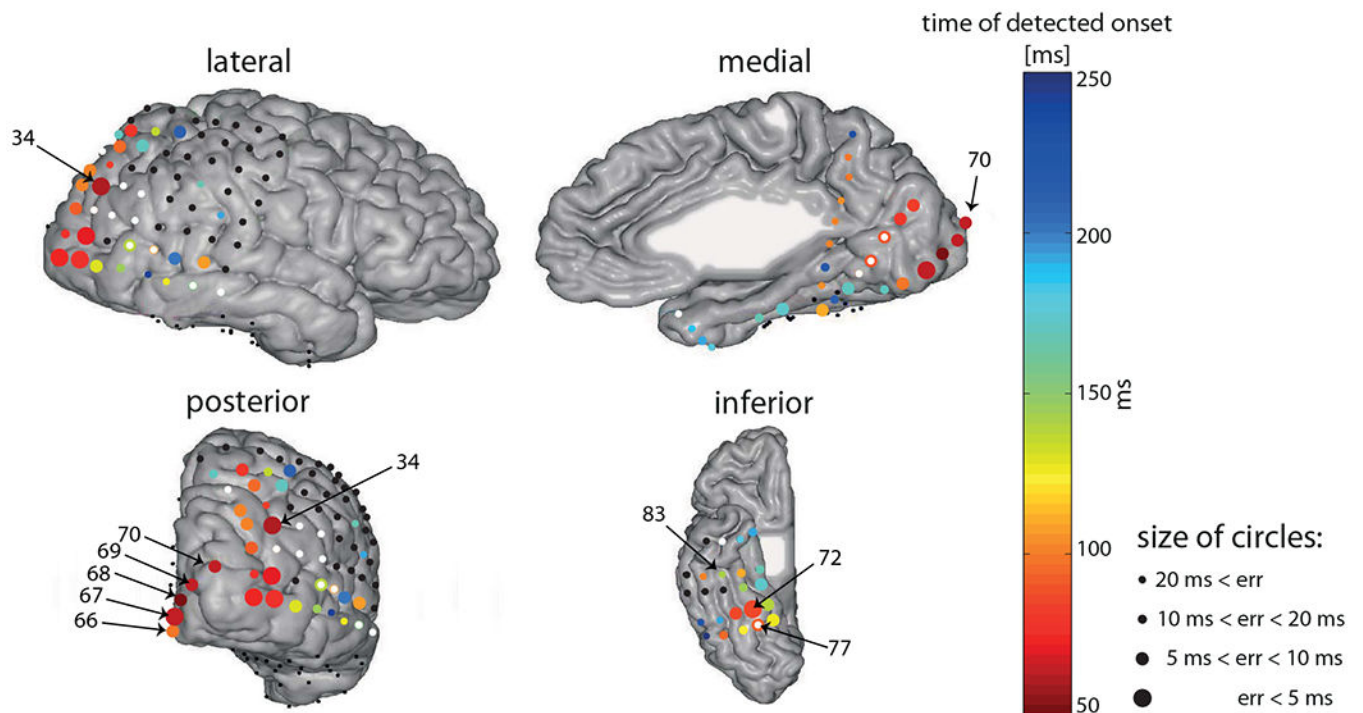 time of detected onset
[ms]
lateral
medial
34
70
250
200
150
ms
100
50
posterior
inferior
34
70
69
68
67
66
83
72
77
size of circles:
20 ms < err
10 ms < err < 20 ms
5 ms < err < 10 ms
err < 5 ms